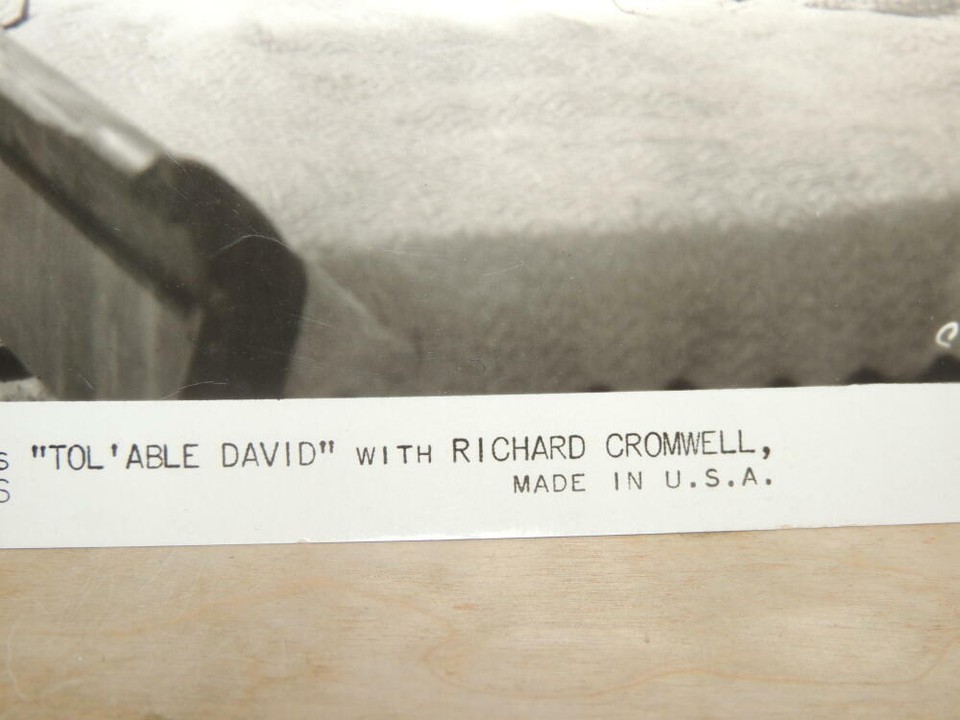 S "TOL'ABLE DAVID" WITH RICHARD CROMWELL,
S MADE IN U.S.A.